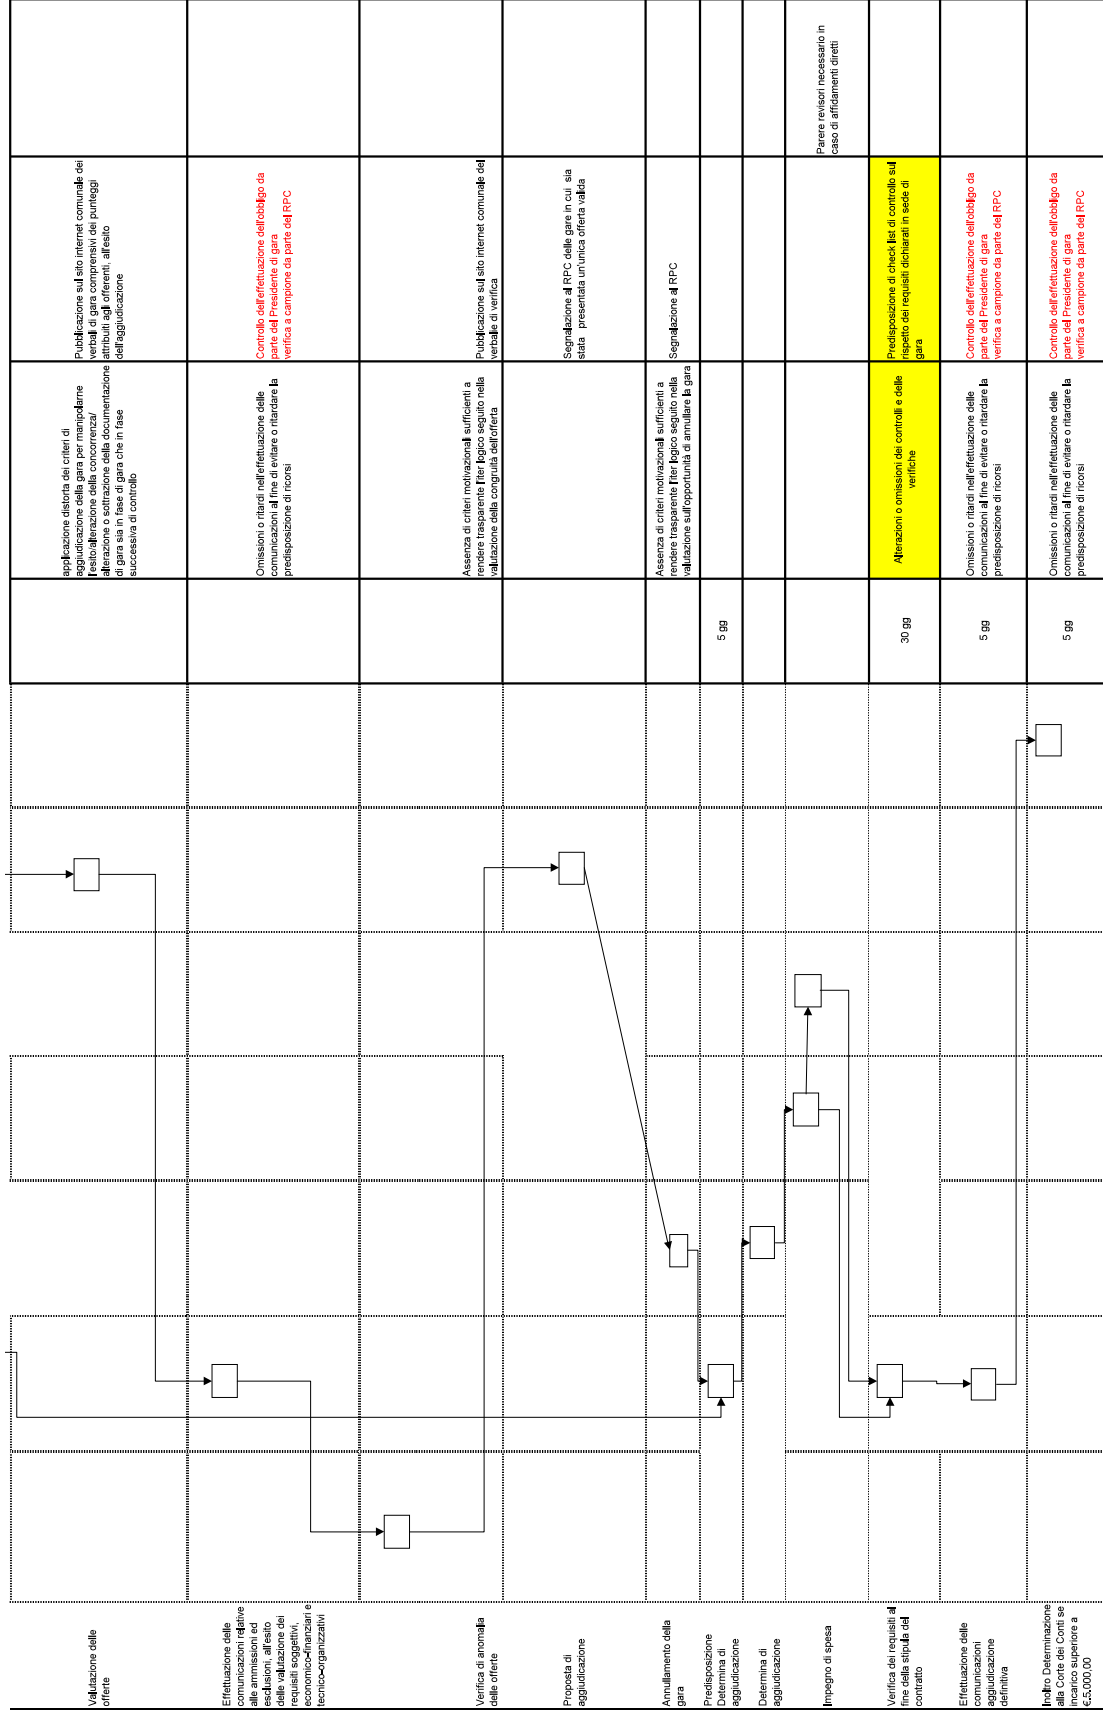 Valutazione delle
offerte
applicazione distorta dei criteri di
aggiudicazione della gara per manipolarne
l'esito/alterazione della concorrenza/
alterazione o sottrazione della documentazione
di gara sia in fase di gara che in fase
successiva di controllo
Pubblicazione sul sito internet comunale dei
verbali di gara comprensivi dei punteggi
attribuiti agli offerenti, all'esito
dell'aggiudicazione
Effettuazione delle
comunicazioni relative
alle ammissioni ed
esclusioni, all'esito
delle valutazione dei
requisiti soggettivi,
economico-finanziari e
tecnico-organizzativi
Omissioni o ritardi nell'effettuazione delle
comunicazioni al fine di evitare o ritardare la
predisposizione di ricorsi
Controllo dell'effettuazione dell'obbligo da
parte del Presidente di gara
verifica a campione da parte del RPC
Verifica di anomalia
delle offerte
Assenza di criteri motivazionali sufficienti a
rendere trasparente l'iter logico seguito nella
valutazione della congruità dell'offerta
Pubblicazione sul sito internet comunale del
verbale di verifica
Proposta di
aggiudicazione
Segnalazione al RPC delle gare in cui sia
stata presentata un'unica offerta valida
Annullamento della
gara
Assenza di criteri motivazionali sufficienti a
rendere trasparente l'iter logico seguito nella
valutazione sull'opportunità di annullare la gara
Segnalazione al RPC
Predisposizione
Determina di
aggiudicazione
5 gg
Determina di
aggiudicazione
Impegno di spesa
Parere revisori necessario in
caso di affidamenti diretti
Verifica dei requisiti al
fine della stipula del
contratto
30 gg
Alterazioni o omissioni dei controlli e delle
verifiche
Predisposizione di check list di controllo sul
rispetto dei requisiti dichiarati in sede di
gara
Effettuazione delle
comunicazioni
aggiudicazione
definitiva
5 gg
Omissioni o ritardi nell'effettuazione delle
comunicazioni al fine di evitare o ritardare la
predisposizione di ricorsi
Controllo dell'effettuazione dell'obbligo da
parte del Presidente di gara
verifica a campione da parte del RPC
Inoltro Determinazione
alla Corte dei Conti se
incarico superiore a
€.5.000,00
5 gg
Omissioni o ritardi nell'effettuazione delle
comunicazioni al fine di evitare o ritardare la
predisposizione di ricorsi
Controllo dell'effettuazione dell'obbligo da
parte del Presidente di gara
verifica a campione da parte del RPC